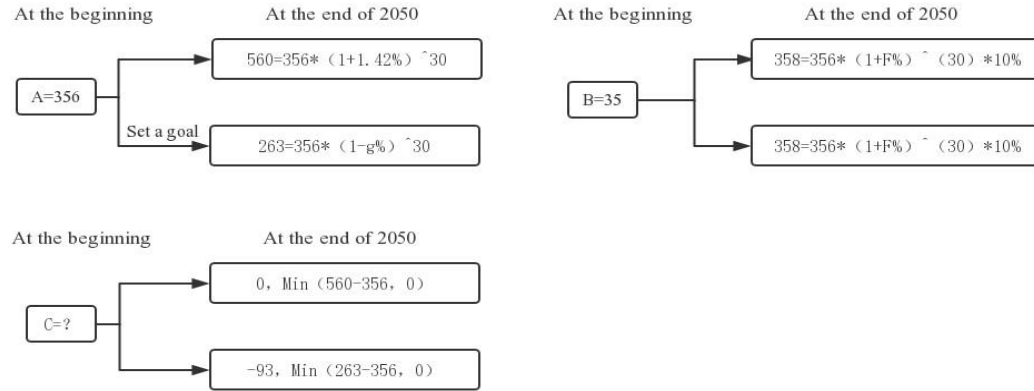 At the beginning
At the end of 2050
560=356* (1+1.42%) ^30
A=356
Set a goal
263=356* (1-g%) ^30
At the beginning
At the end of 2050
358=356* (1+F%) ^ (30) *10%
B=35
358=356* (1+F%) ^ (30) *10%
At the beginning
At the end of 2050
0, Min (560-356, 0)
C=?
-93, Min (263-356, 0)